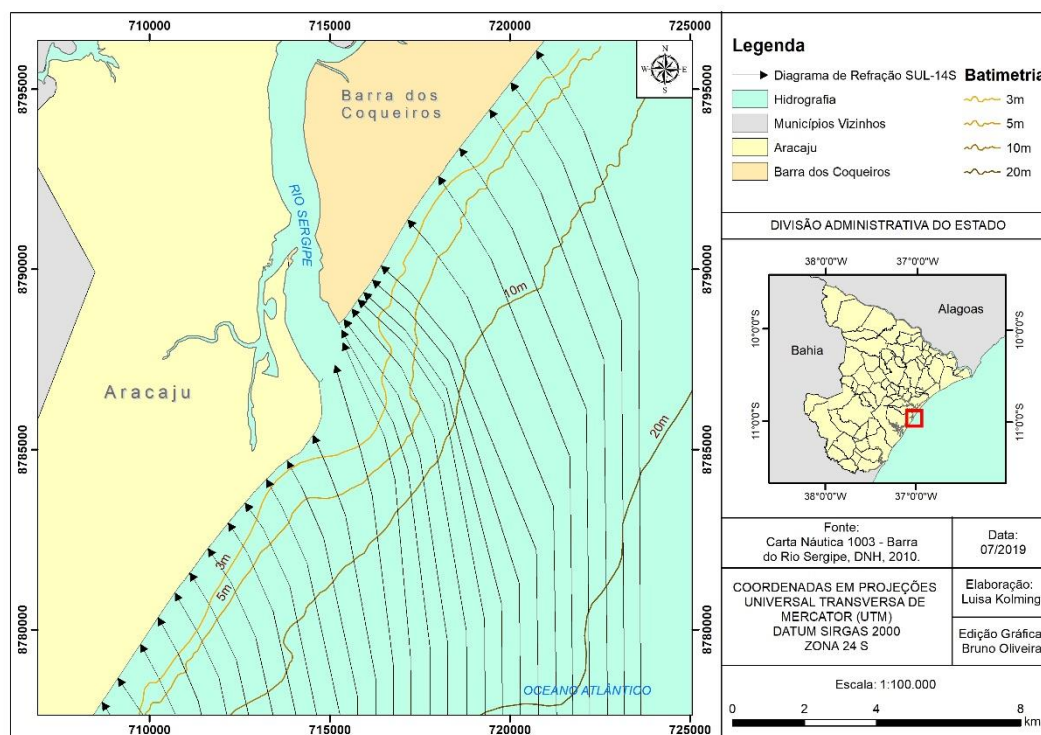 710000
715000
720000
725000
8795000
8790000
8785000
8780000
Barra dos
Coqueiros
RIO SERGIPE
Aracaju
10m
20m
3m
5m
OCEANO ATLÂNTICO
N
W
E
S
8795000
8790000
8785000
8780000
710000
715000
720000
725000
Legenda
Diagrama de Refração SUL-14S
Hidrografia
Municípios Vizinhos
Aracaju
Barra dos Coqueiros
Batimetria
3m
5m
10m
20m
DIVISÃO ADMINISTRATIVA DO ESTADO
38°0'0"W
37°0'0"W
10°0'0"S
11°0'0"S
Alagoas
Bahia
10°0'0"S
11°0'0"S
38°0'0"W
37°0'0"W
Fonte:
Carta Náutica 1003 - Barra
do Rio Sergipe, DNH, 2010.
Data:
07/2019
COORDENADAS EM PROJEÇÕES
UNIVERSAL TRANSVERSA DE
MERCATOR (UTM)
DATUM SIRGAS 2000
ZONA 24 S
Elaboração:
Luisa Kolming
Edição Gráfica:
Bruno Oliveira
Escala: 1:100.000
0 2 4 6 8
km